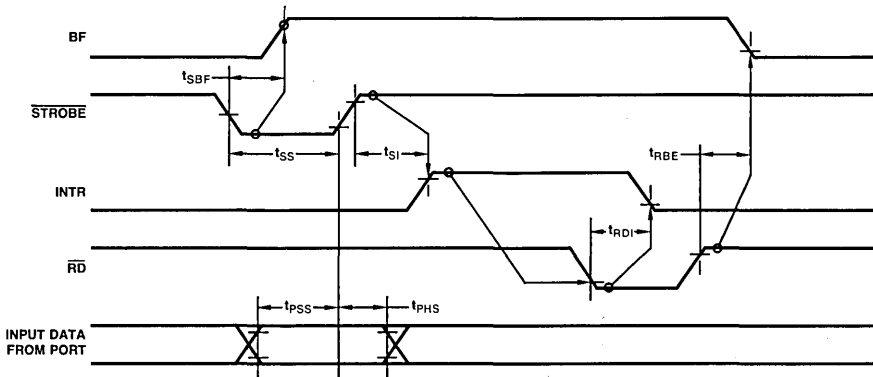 BF
tSBF
STROBE
tSS
tSI
tRBE
INTR
tRDI
RD
tPSS
tPHS
INPUT DATA
FROM PORT